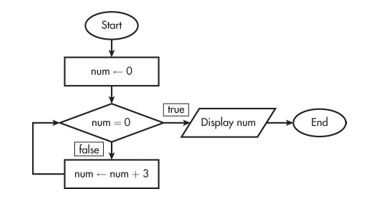 Start
num ← 0
num = 0
true
Display num
End
false
num ← num + 3